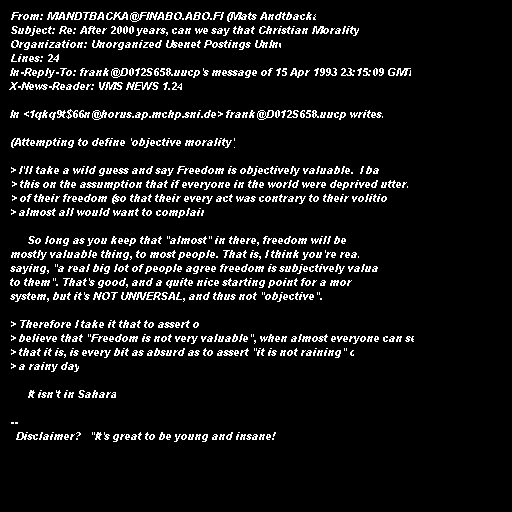 From: MANDTBACKA@FINABO.ABO.FI (Mats Andtbacka
Subject: Re: After 2000 years, can we say that Christian Morality
Organization: Unorganized Usenet Postings UnInc
Lines: 24
In-Reply-To: frank@D012S658.uucp's message of 15 Apr 1993 23:15:09 GMT
X-News-Reader: VMS NEWS 1.24

In <1qkq9t$66n@horus.ap.mchp.sni.de> frank@D012S658.uucp writes:

(Attempting to define 'objective morality')

> I'll take a wild guess and say Freedom is objectively valuable. I ba
> this on the assumption that if everyone in the world were deprived utter
> of their freedom (so that their every act was contrary to their volitio
> almost all would want to complain

So long as you keep that "almost" in there, freedom will be
mostly valuable thing, to most people. That is, I think you're rea
saying, "a real big lot of people agree freedom is subjectively valua
to them". That's good, and a quite nice starting point for a mor
system, but it's NOT UNIVERSAL, and thus not "objective".

> Therefore I take it that to assert o
> believe that "Freedom is not very valuable", when almost everyone can se
> that it is, is every bit as absurd as to assert "it is not raining" o
> a rainy day

It isn't in Sahara

--
Disclaimer? "It's great to be young and insane!